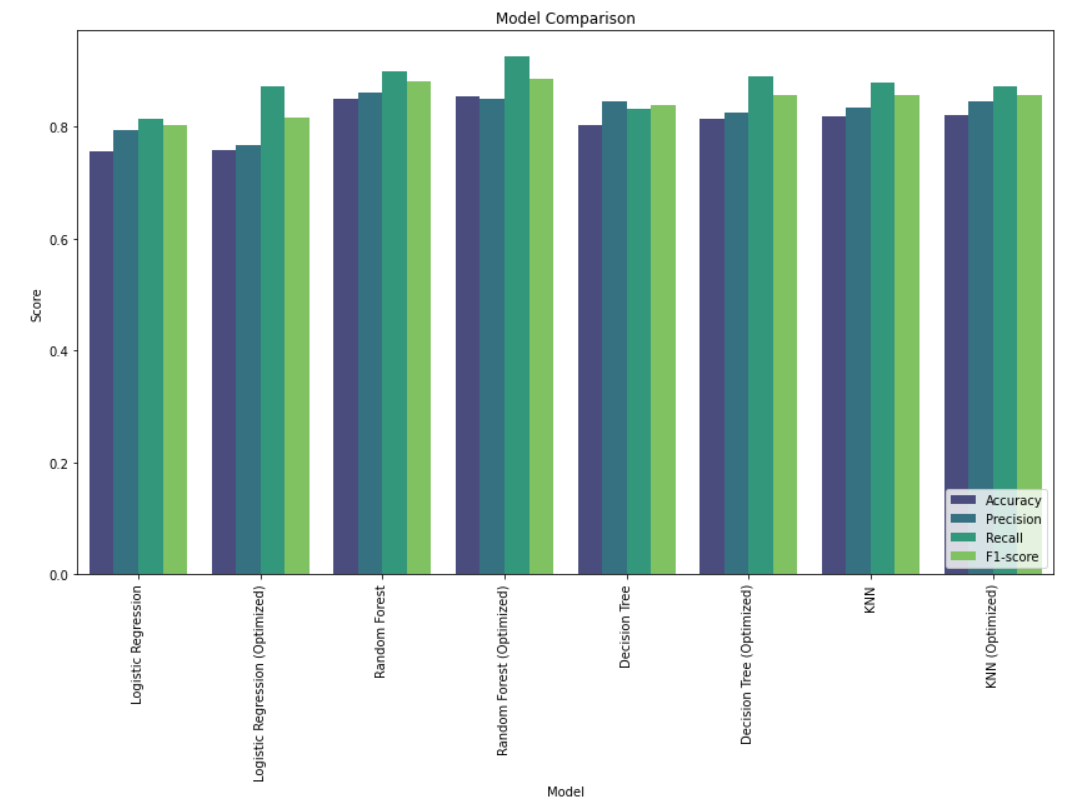 Model Comparison
Score
0.8
0.6
0.4
0.2
0.0
Accuracy
Precision
Recall
F1-score
Logistic Regression
Logistic Regression (Optimized)
Random Forest
Random Forest (Optimized)
Decision Tree
Decision Tree (Optimized)
KNN
KNN (Optimized)
Model